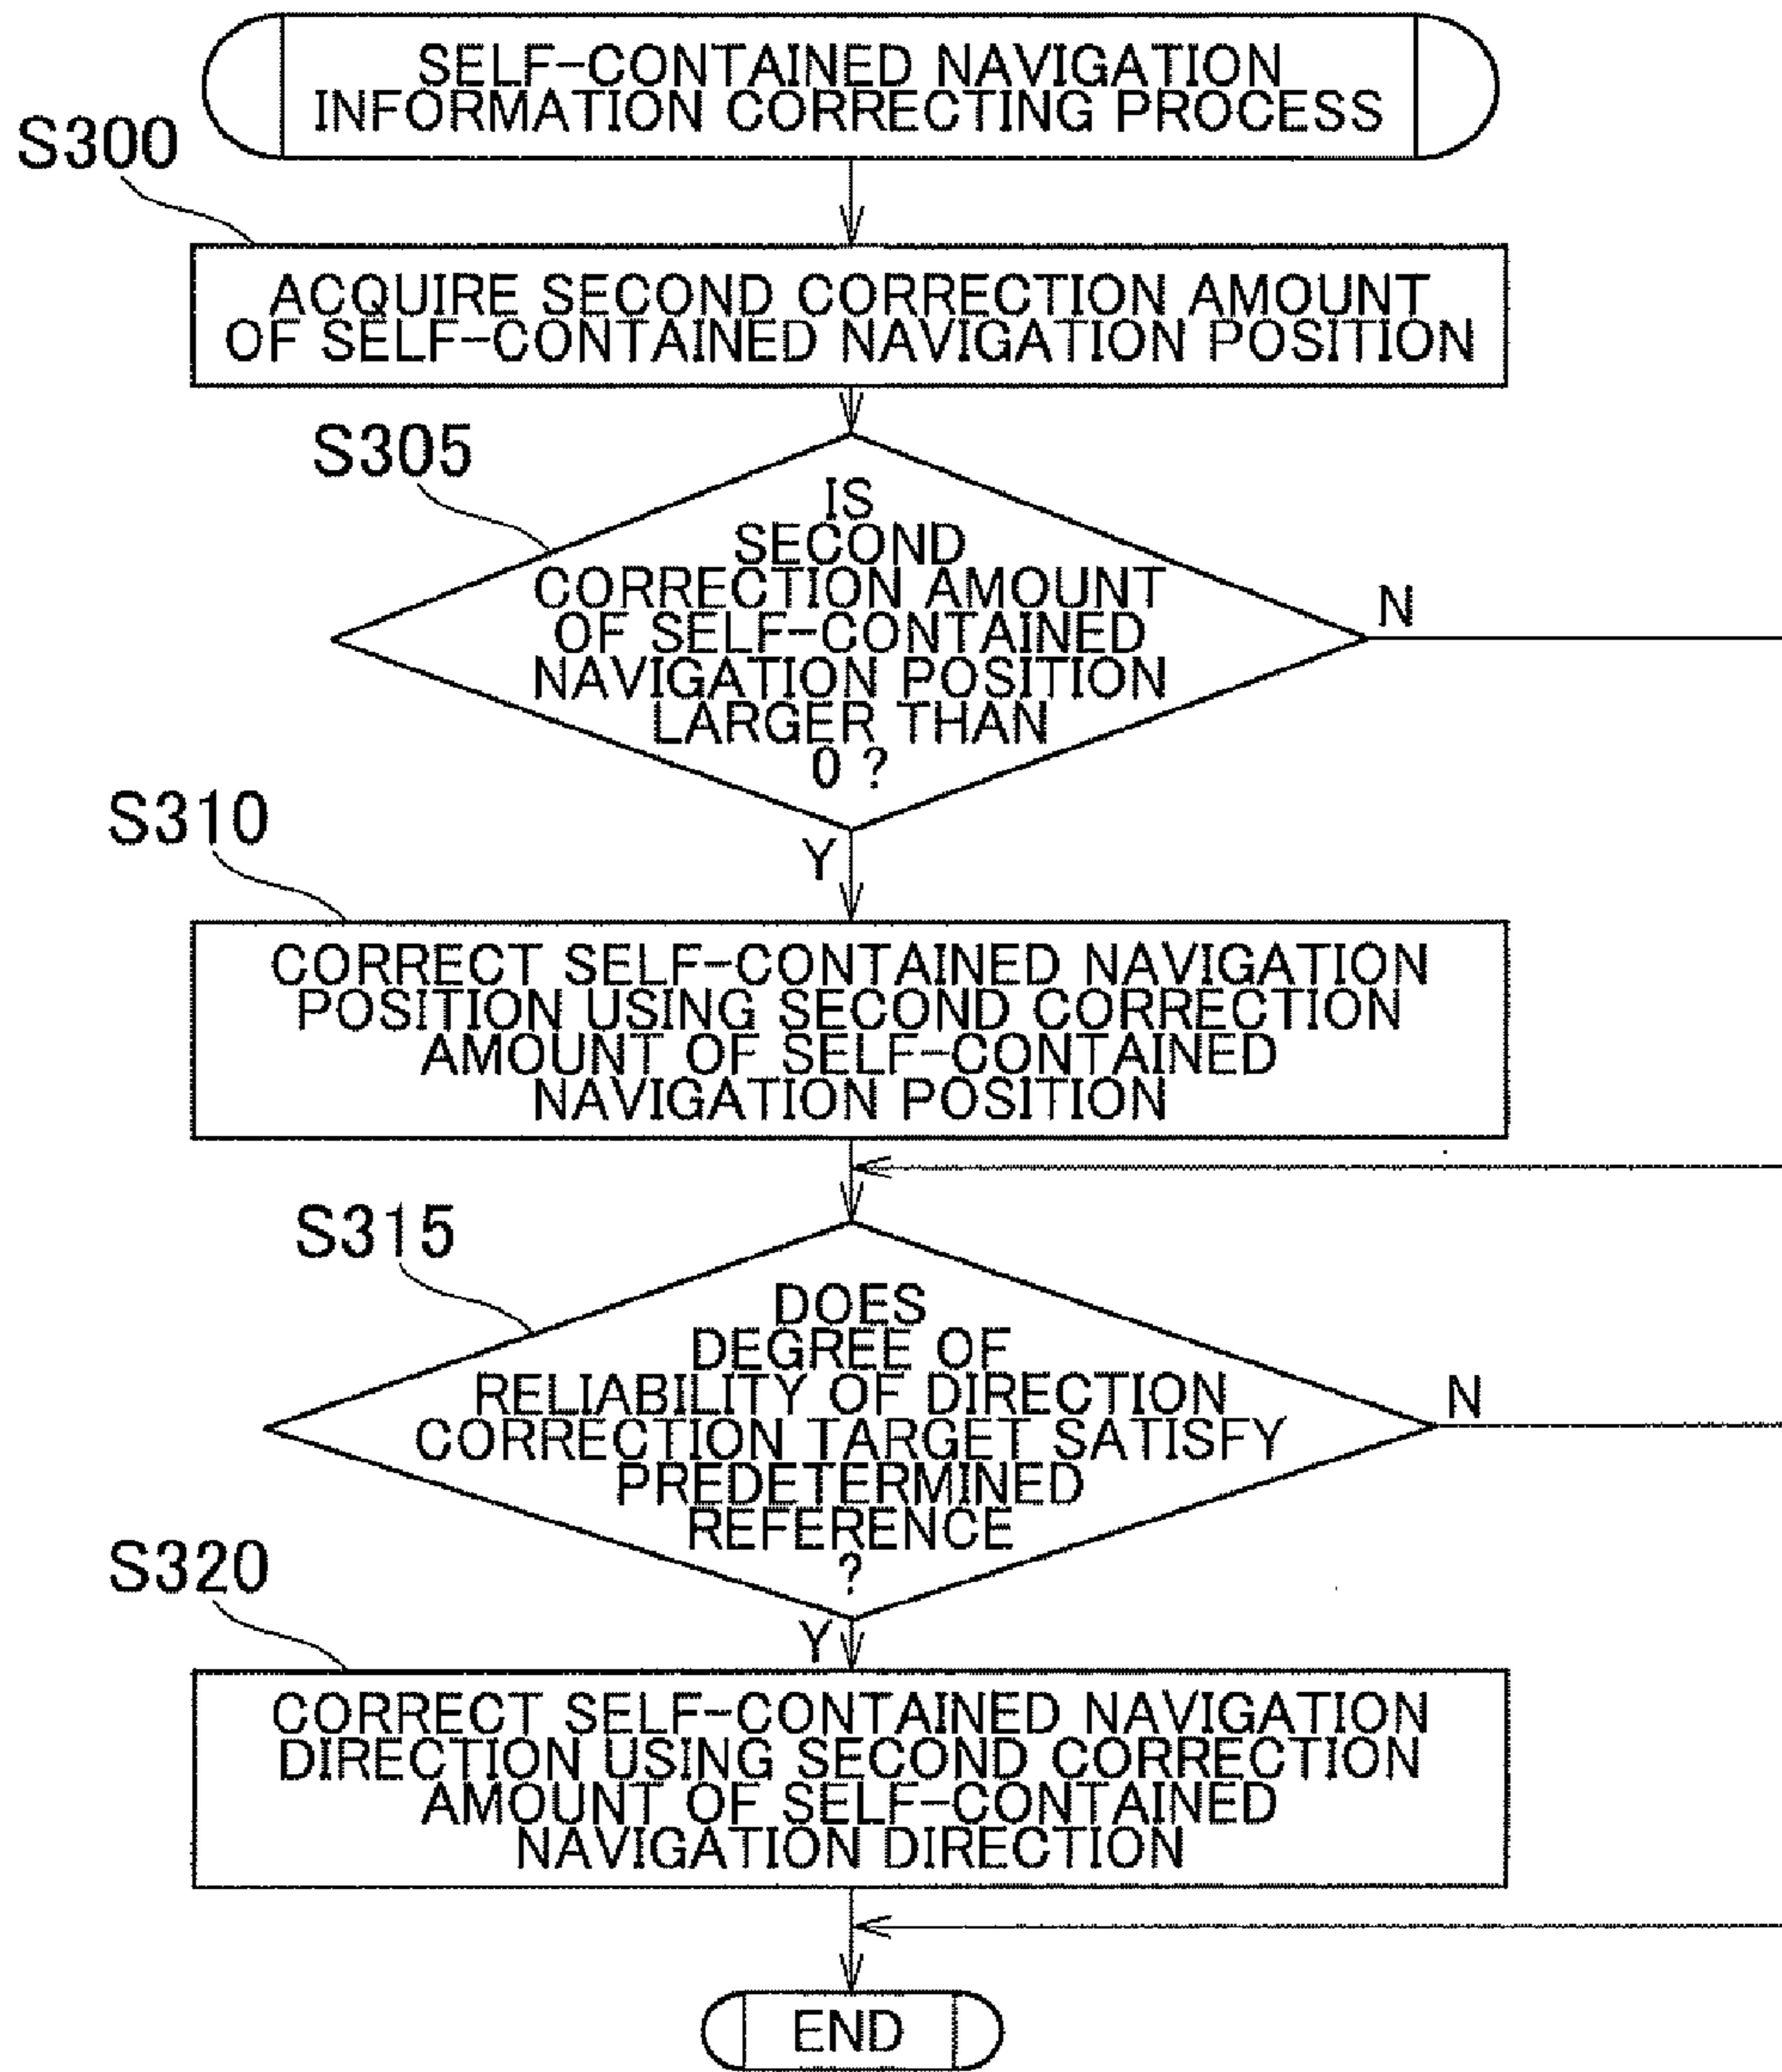 SELF-CONTAINED NAVIGATION
INFORMATION CORRECTING PROCESS
S300
ACQUIRE SECOND CORRECTION AMOUNT
OF SELF-CONTAINED NAVIGATION POSITION
S305
IS
SECOND
CORRECTION AMOUNT
OF SELF-CONTAINED
NAVIGATION POSITION
LARGER THAN
0 ?
N
Y
S310
CORRECT SELF-CONTAINED NAVIGATION
POSITION USING SECOND CORRECTION
AMOUNT OF SELF-CONTAINED
NAVIGATION POSITION
S315
DOES
DEGREE OF
RELIABILITY OF DIRECTION
CORRECTION TARGET SATISFY
PREDETERMINED
REFERENCE
?
N
Y
S320
CORRECT SELF-CONTAINED NAVIGATION
DIRECTION USING SECOND CORRECTION
AMOUNT OF SELF-CONTAINED
NAVIGATION DIRECTION
END